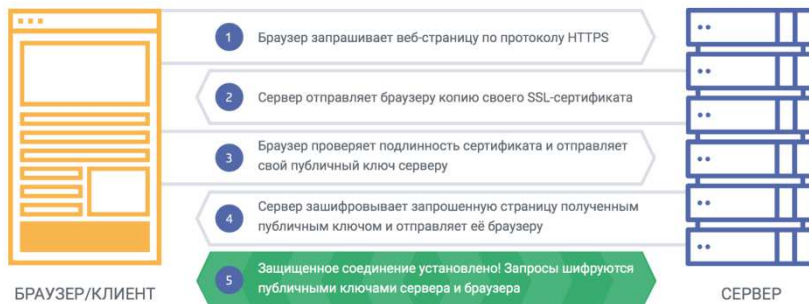 1 Браузер запрашивает веб-страницу по протоколу HTTPS
2 Сервер отправляет браузеру копию своего SSL-сертификата
3 Браузер проверяет подлинность сертификата и отправляет
свой публичный ключ серверу
4 Сервер зашифровывает запрошенную страницу полученным
публичным ключом и отправляет её браузеру
5 Защищенное соединение установлено! Запросы шифруются
публичными ключами сервера и браузера
БРАУЗЕР/КЛИЕНТ
СЕРВЕР